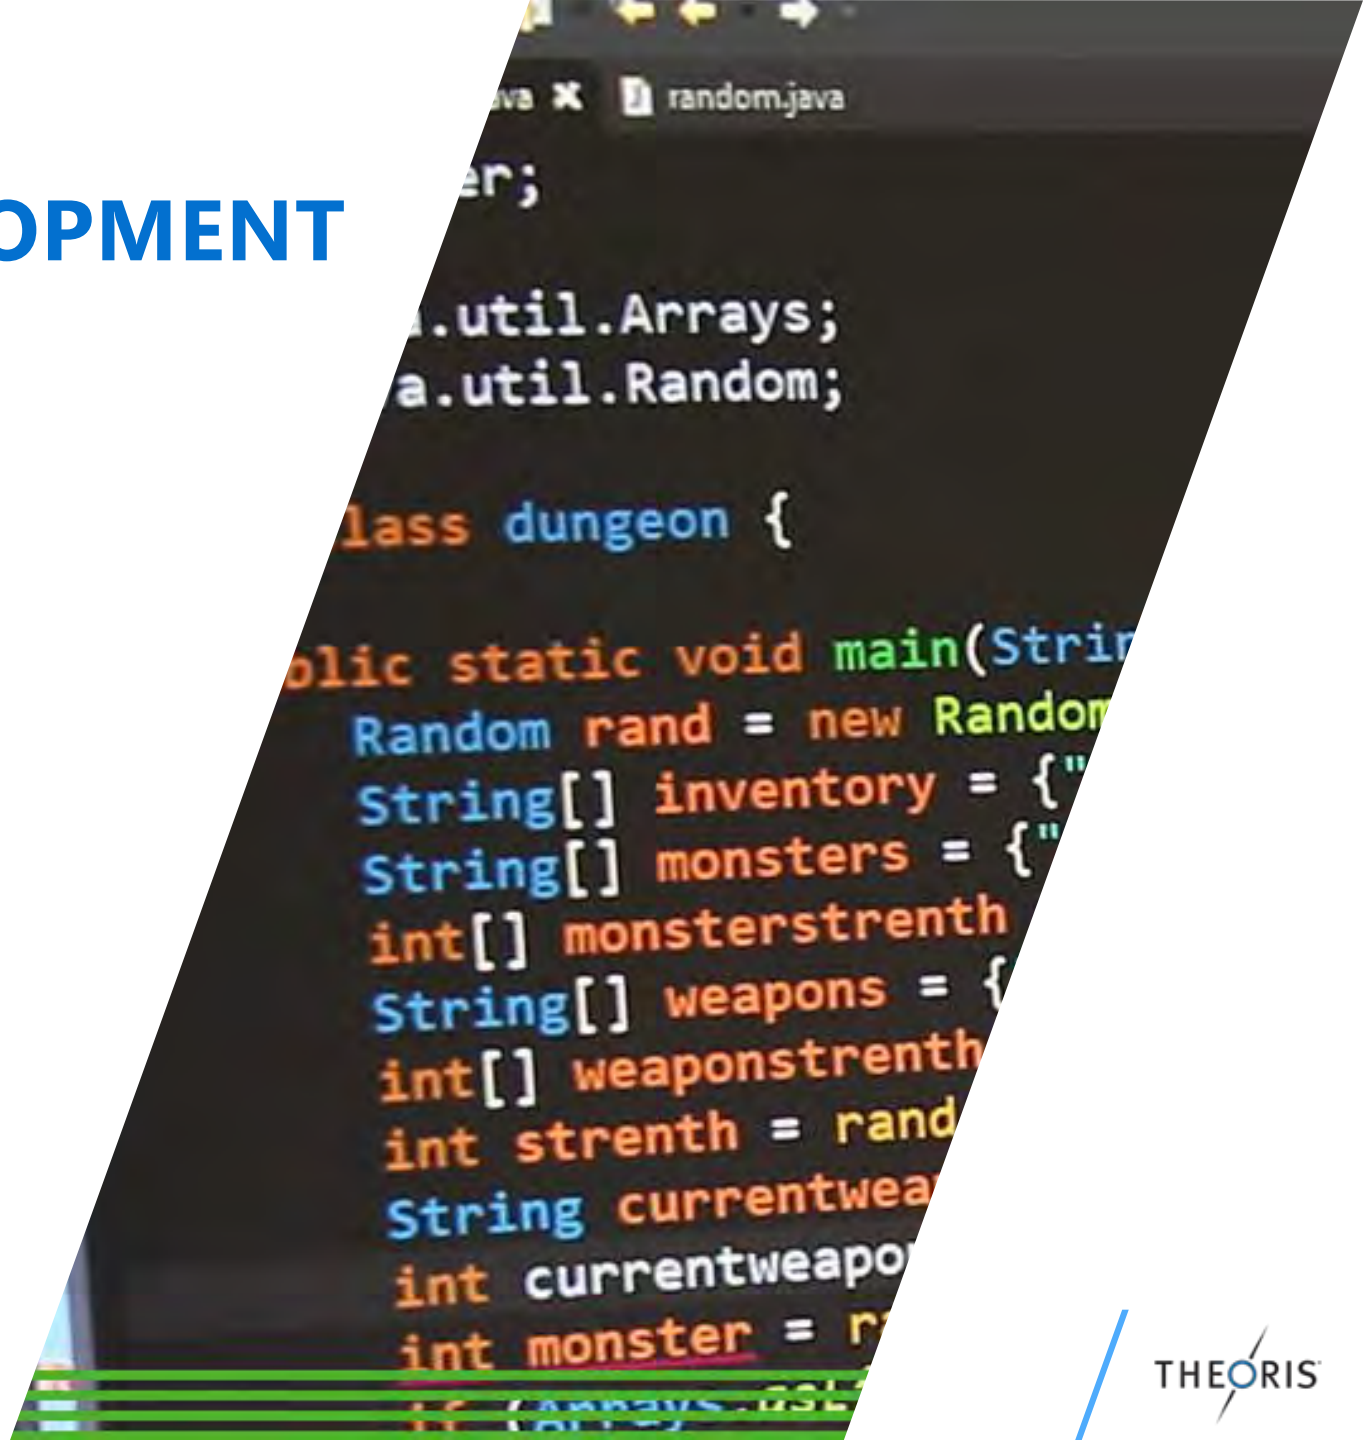 random.java
er;
OPMENT
.util.Arrays;
a.util.Random;
lass dungeon {
blic static void main(Strin
Random rand = new Random
String[] inventory = {"
String[] monsters = {"
int[] monsterstrenth
String[] weapons = {
int[] weaponstrenth
int strenth = rand
String currentwea
int currentweapo
int monster = r
if (Arrays.
THEORIS